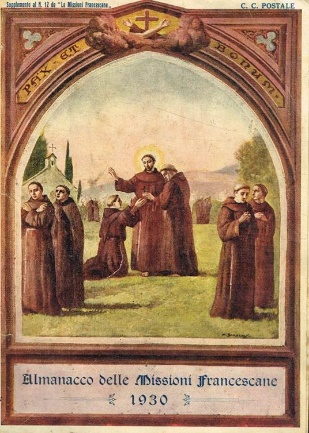 Supplemento al N. 12 de "Le Missioni Francescane"
C. C. POSTALE
PAX · ET · BONUM ·
Almanacco delle Missioni Francescane
1930